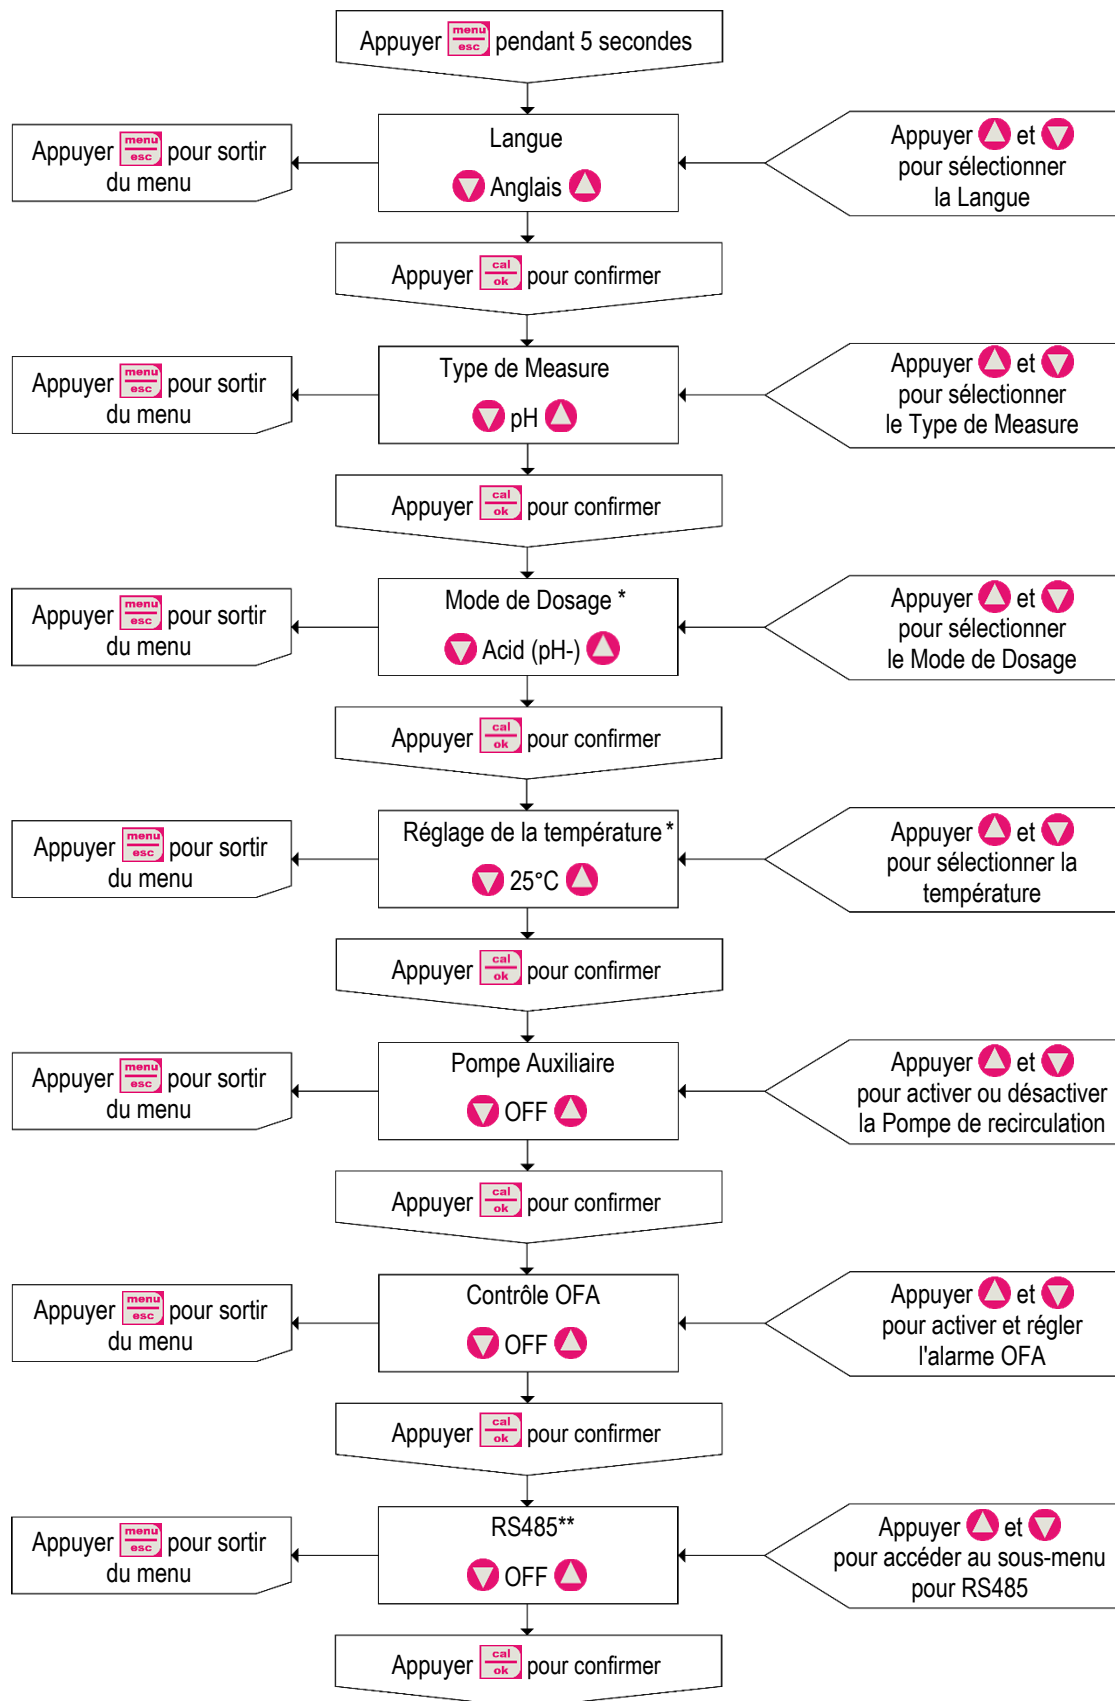 Appuyer menu esc pendant 5 secondes
Appuyer menu esc pour sortir
du menu
Langue
Anglais
Appuyer et
pour sélectionner
la Langue
Appuyer cal ok pour confirmer
Appuyer menu esc pour sortir
du menu
Type de Measure
pH
Appuyer et
pour sélectionner
le Type de Measure
Appuyer cal ok pour confirmer
Appuyer menu esc pour sortir
du menu
Mode de Dosage *
Acid (pH-)
Appuyer et
pour sélectionner
le Mode de Dosage
Appuyer cal ok pour confirmer
Appuyer menu esc pour sortir
du menu
Réglage de la température *
25°C
Appuyer et
pour sélectionner la
température
Appuyer cal ok pour confirmer
Appuyer menu esc pour sortir
du menu
Pompe Auxiliaire
OFF
Appuyer et
pour activer ou désactiver
la Pompe de recirculation
Appuyer cal ok pour confirmer
Appuyer menu esc pour sortir
du menu
Contrôle OFA
OFF
Appuyer et
pour activer et régler
l'alarme OFA
Appuyer cal ok pour confirmer
Appuyer menu esc pour sortir
du menu
RS485**
OFF
Appuyer et
pour accéder au sous-menu
pour RS485
Appuyer cal ok pour confirmer